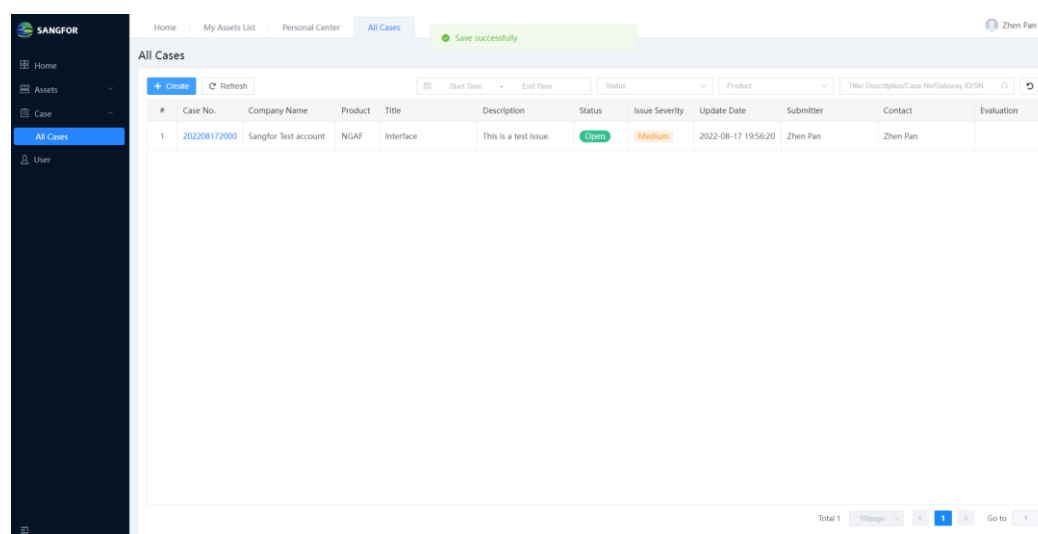 SANGFOR
Home
Assets
Case
All Cases
User
Home My Assets List Personal Center All Cases
Save successfully
Zhen Pan
All Cases
+ Create Refresh Start Time - End Time Status Product Title/ Description/Case No/Gateway ID/SN
# Case No. Company Name Product Title Description Status Issue Severity Update Date Submitter Contact Evaluation
1 202208172000 Sangfor Test account NGAF Interface This is a test issue. Open Medium 2022-08-17 19:56:20 Zhen Pan Zhen Pan
Total 1 10/page < 1 > Go to 1